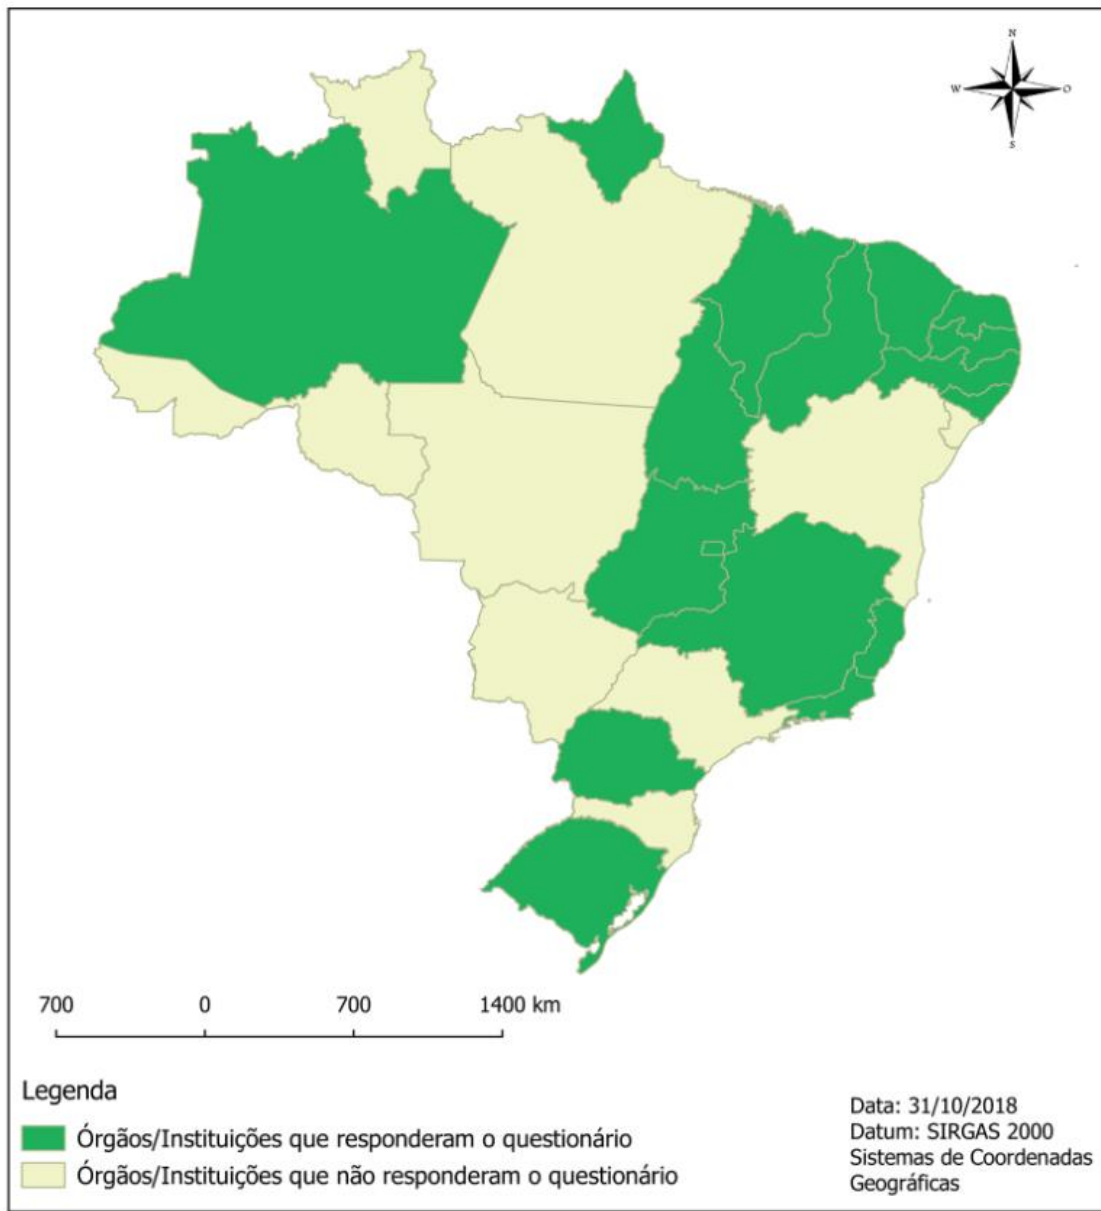 N
W
O
S
700 0 700 1400 km
Legenda
Órgãos/Instituições que responderam o questionário
Órgãos/Instituições que não responderam o questionário
Data: 31/10/2018
Datum: SIRGAS 2000
Sistemas de Coordenadas
Geográficas